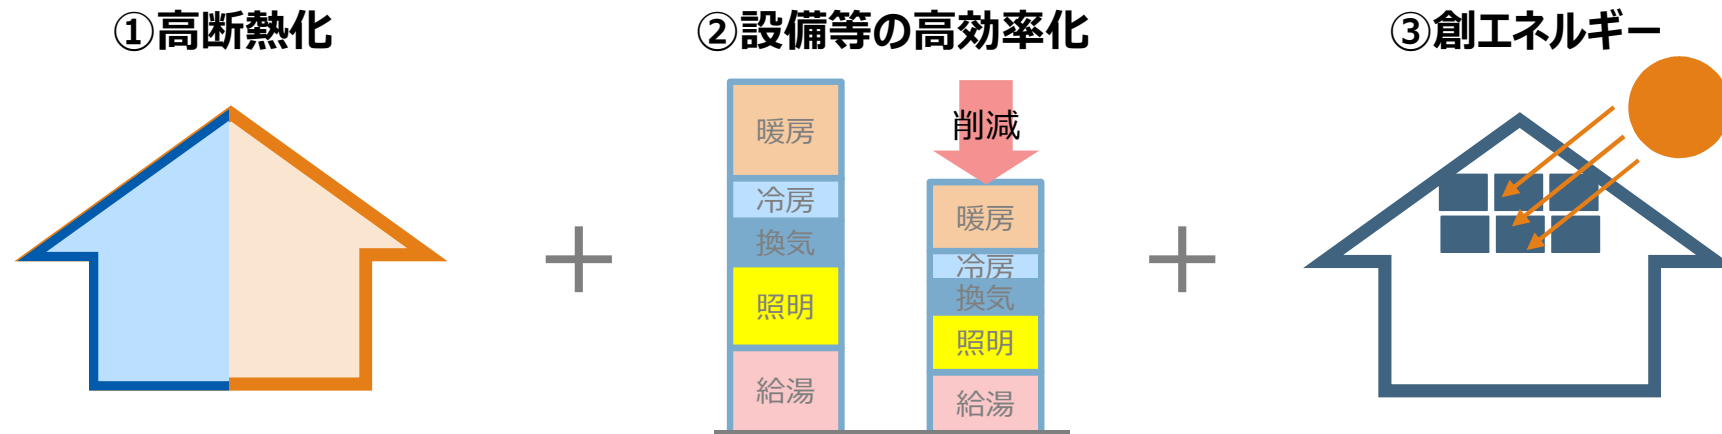 ①高断熱化
②設備等の高効率化
③創エネルギー
暖房
冷房
換気
照明
給湯
削減
暖房
冷房
換気
照明
給湯